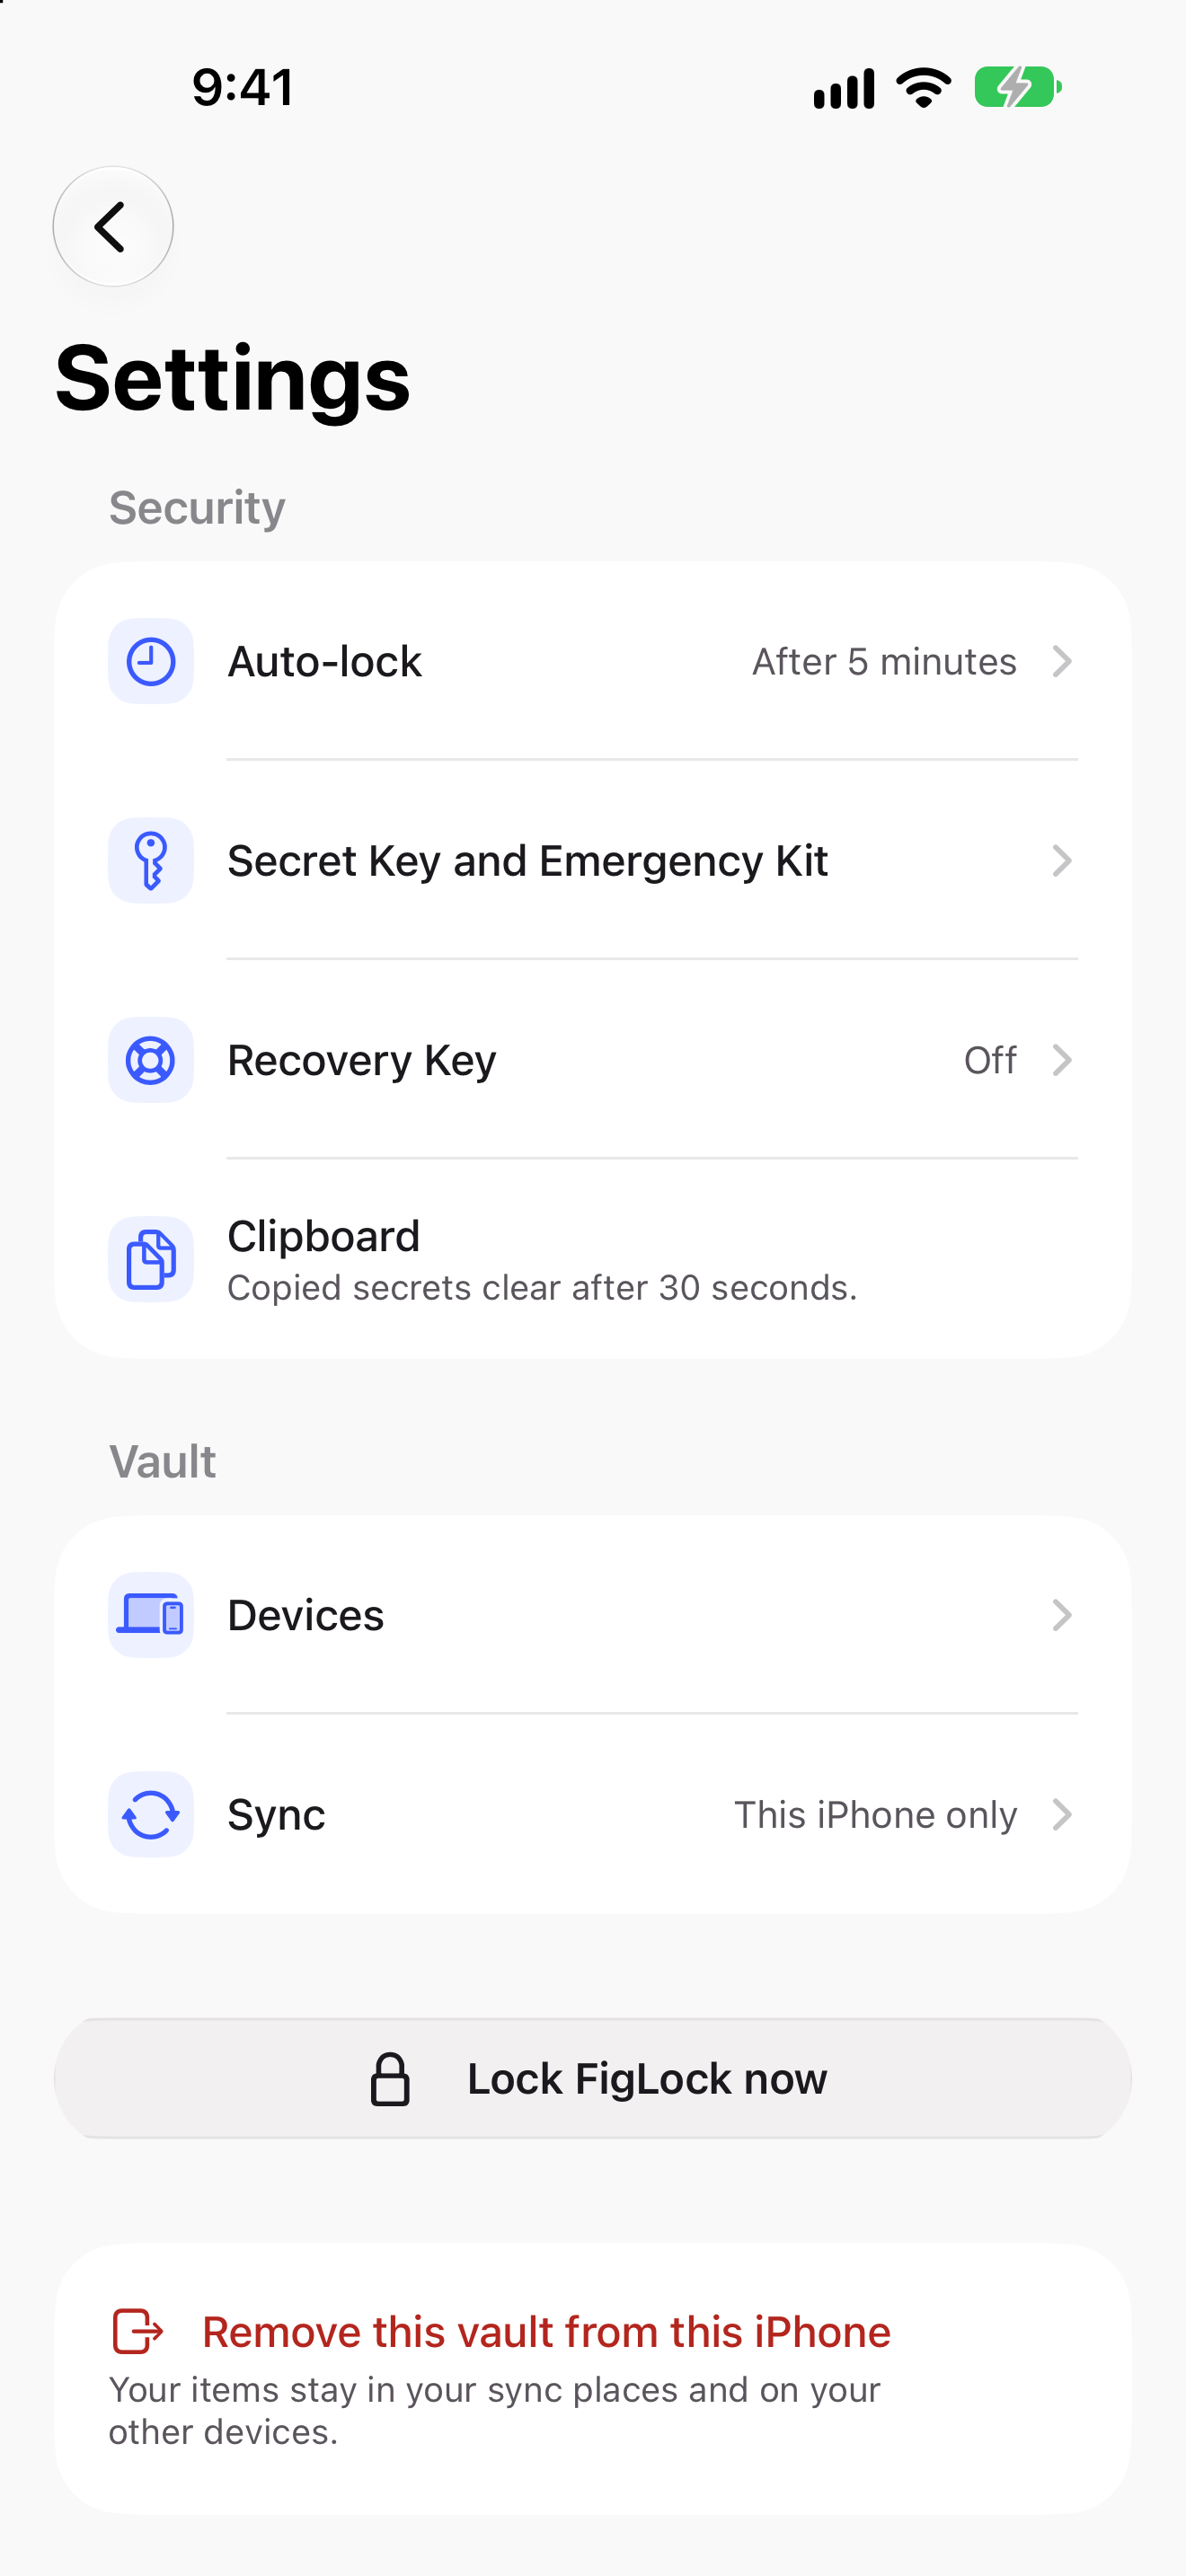 9:41
Settings
Security
Auto-lock
After 5 minutes
Secret Key and Emergency Kit
Recovery Key
Off
Clipboard
Copied secrets clear after 30 seconds.
Vault
Devices
Sync
This iPhone only
Lock FigLock now
Remove this vault from this iPhone
Your items stay in your sync places and on your
other devices.